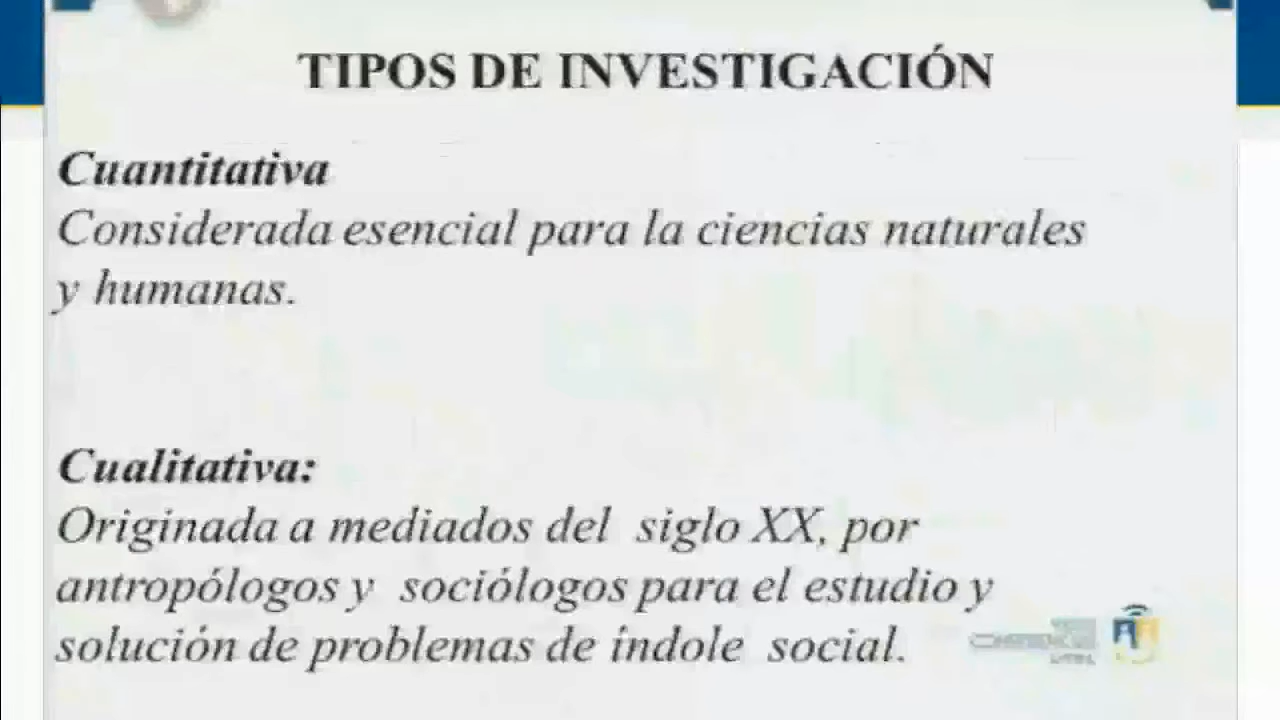 TIPOS DE INVESTIGACIÓN
Cuantitativa
Considerada esencial para la ciencias naturales
y humanas.
Cualitativa:
Originada a mediados del siglo XX, por
antropólogos y sociólogos para el estudio y
solución de problemas de índole social.